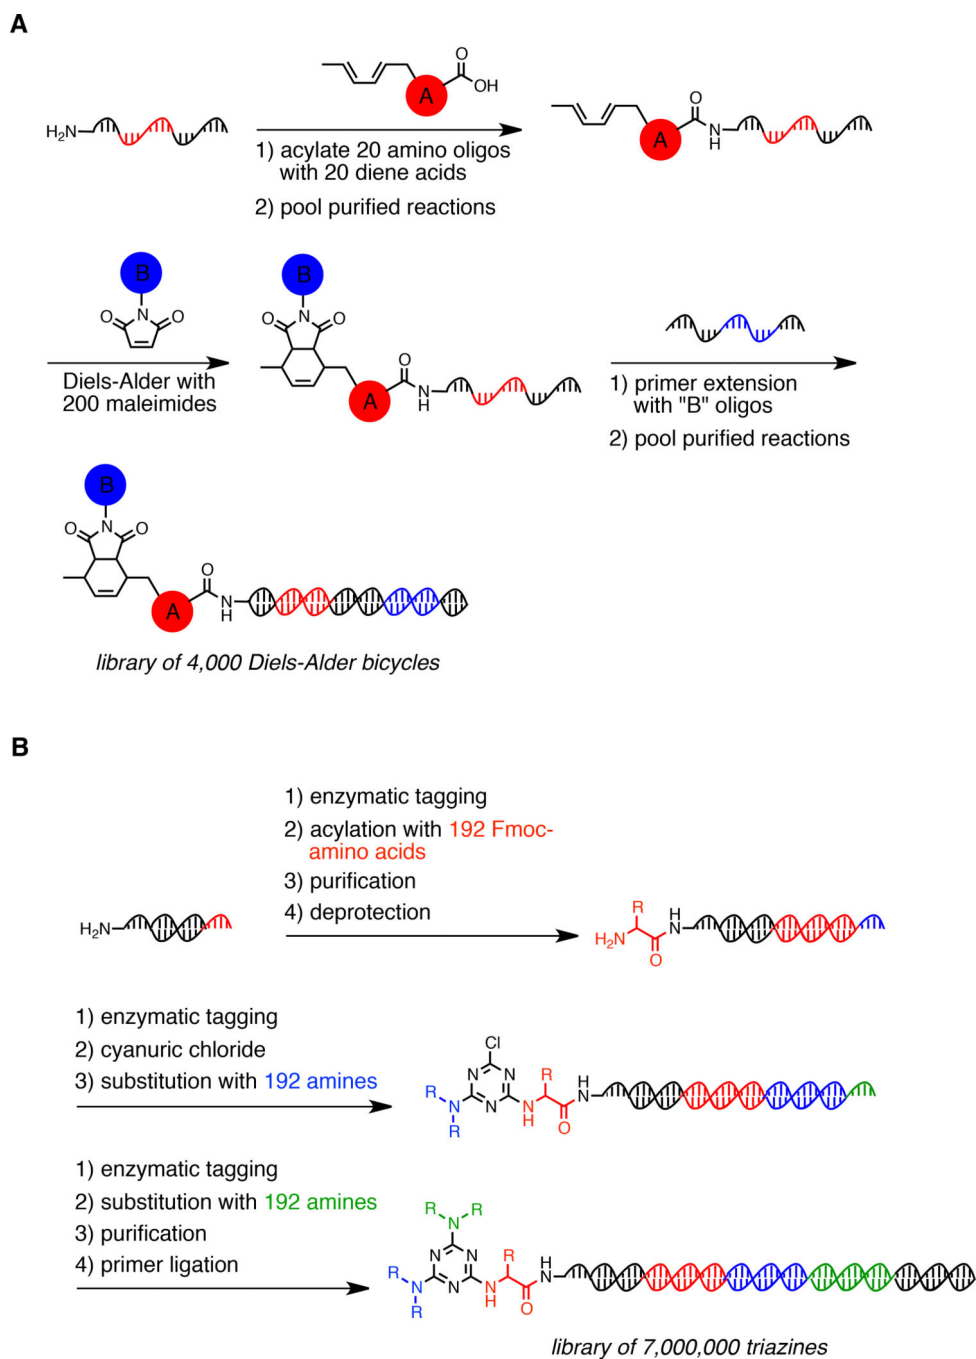 A
O
OH
A
H₂N
1) acylate 20 amino oligos
with 20 diene acids
2) pool purified reactions
O
A
N
H
B
N
O
O
Diels-Alder with
200 maleimides
B
N
O
O
O
A
N
H
1) primer extension
with "B" oligos
2) pool purified reactions
B
N
O
O
O
A
N
H
library of 4,000 Diels-Alder bicycles
B
1) enzymatic tagging
2) acylation with 192 Fmoc-
amino acids
3) purification
4) deprotection
H₂N
R
H
N
H₂N
O
1) enzymatic tagging
2) cyanuric chloride
3) substitution with 192 amines
Cl
N
N
R
H
N
R
N
N
N
H
O
R
1) enzymatic tagging
2) substitution with 192 amines
3) purification
4) primer ligation
R
R
N
N
N
R
H
N
R
N
N
N
H
O
R
library of 7,000,000 triazines